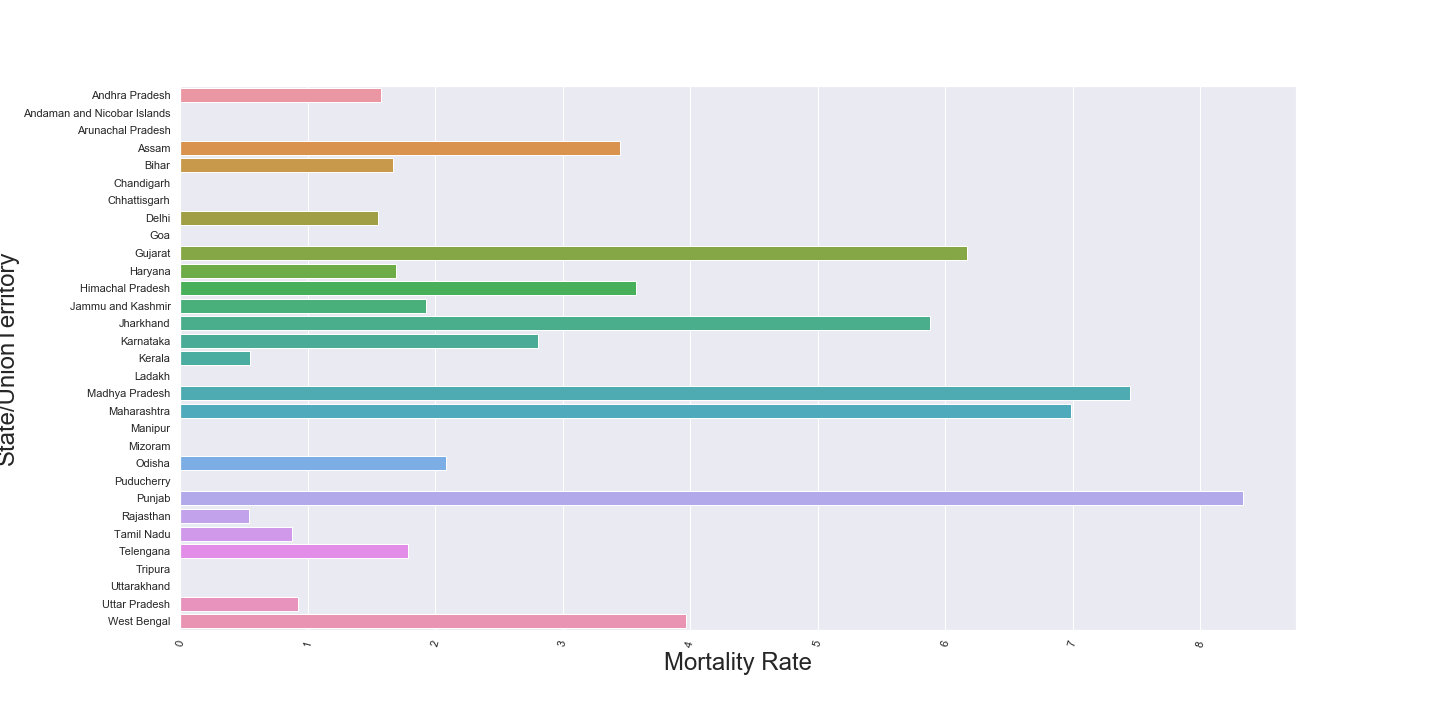 Andhra Pradesh
Andaman and Nicobar Islands
Arunachal Pradesh
Assam
Bihar
Chandigarh
Chhattisgarh
Delhi
Goa
Gujarat
Haryana
Himachal Pradesh
Jammu and Kashmir
Jharkhand
Karnataka
Kerala
Ladakh
Madhya Pradesh
Maharashtra
Manipur
Mizoram
Odisha
Puducherry
Punjab
Rajasthan
Tamil Nadu
Telengana
Tripura
Uttarakhand
Uttar Pradesh
West Bengal
State/Union Territory
0 1 2 3 4 5 6 7 8
Mortality Rate